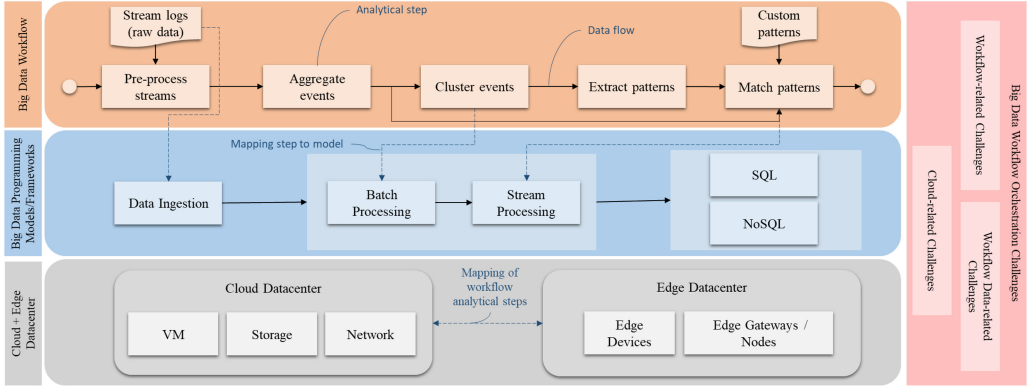 Big Data Workflow
Stream logs
(raw data)
Analytical step
Data flow
Custom
patterns
Pre-process
streams
Aggregate
events
Cluster events
Extract patterns
Match patterns
Big Data Programming
Models/Frameworks
Mapping step to model
Data Ingestion
Batch
Processing
Stream
Processing
SQL
NoSQL
Cloud + Edge
Datacenter
Cloud Datacenter
VM
Storage
Network
Mapping of
workflow
analytical steps
Edge Datacenter
Edge
Devices
Edge Gateways /
Nodes
Cloud-related Challenges
Workflow-related
Challenges
Workflow Data-related
Challenges
Big Data Workflow Orchestration Challenges